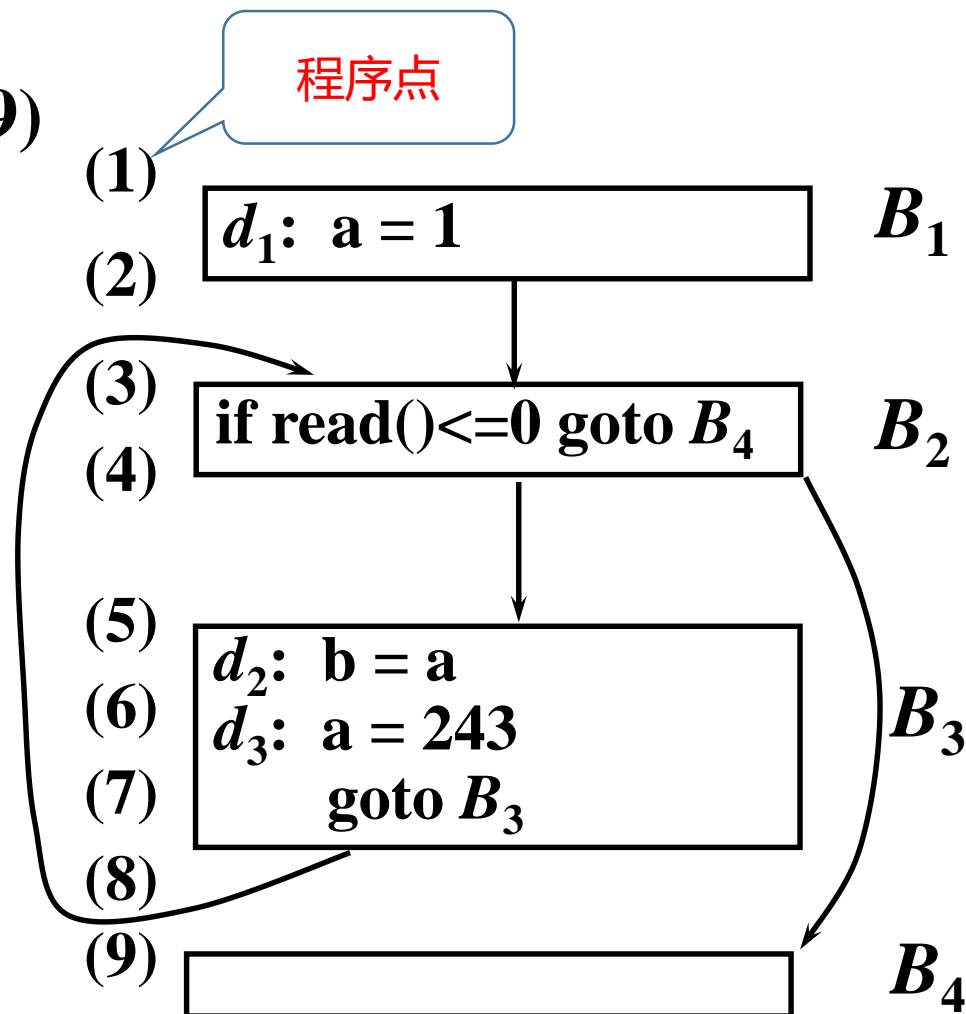 程序点
9)
(1)
d1: a = 1
B1
(2)
(3)
if read()<=0 goto B4
B2
(4)
(5)
d2: b = a
(6)
d3: a = 243
B3
(7)
goto B3
(8)
(9)
B4